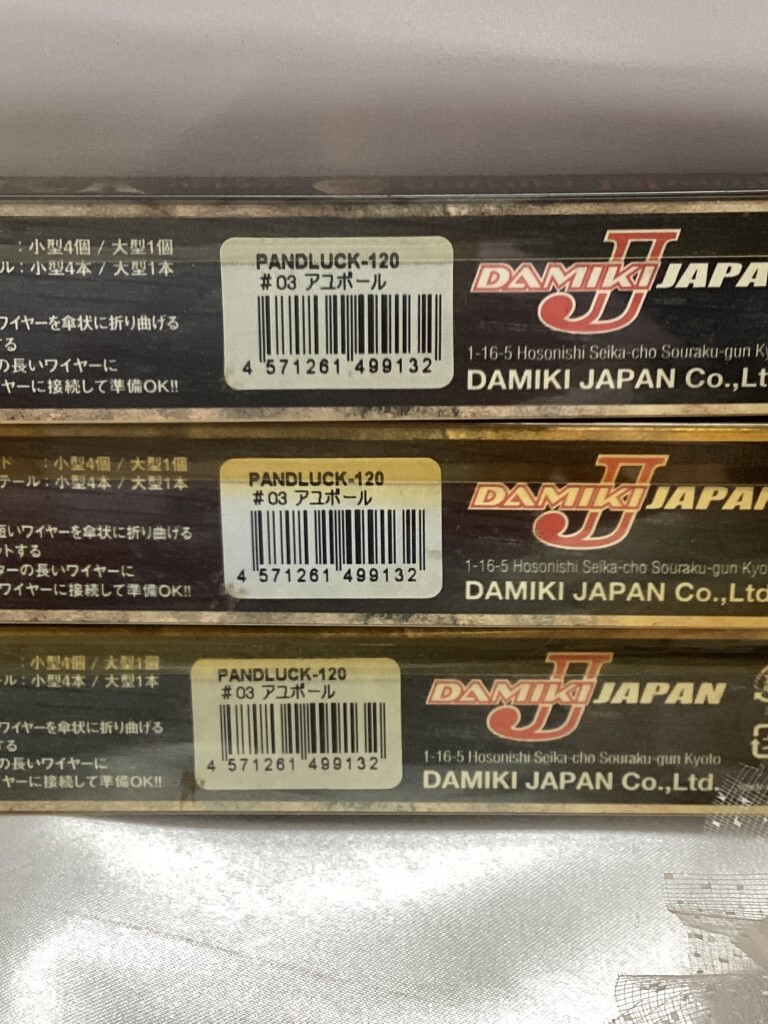 : 小型4個 / 大型1個
ール : 小型4本 / 大型1本
ワイヤーを傘状に折り曲げる
する
の長いワイヤーに
ヤーに接続して準備OK!!
PANDLUCK-120
#03 アユボール
4 571261 499132
DAMIKI JAPA
1-16-5 Hosonishi Seika-cho Souraku-gun Ky
DAMIKI JAPAN Co.,Lt
ド : 小型4個 / 大型1個
テール : 小型4本 / 大型1本
短いワイヤーを傘状に折り曲げる
ットする
ターの長いワイヤーに
ワイヤーに接続して準備OK!!
PANDLUCK-120
#03 アユボール
4 571261 499132
DAMIKI JAPAN
1-16-5 Hosonishi Seika-cho Souraku-gun Kyo
DAMIKI JAPAN Co.,Ltd
: 小型4個 / 大型1個
ール : 小型4本 / 大型1本
ワイヤーを傘状に折り曲げる
する
の長いワイヤーに
ヤーに接続して準備OK!!
PANDLUCK-120
#03 アユボール
4 571261 499132
DAMIKI JAPAN
1-16-5 Hosonishi Seika-cho Souraku-gun Kyoto
DAMIKI JAPAN Co.,Ltd.